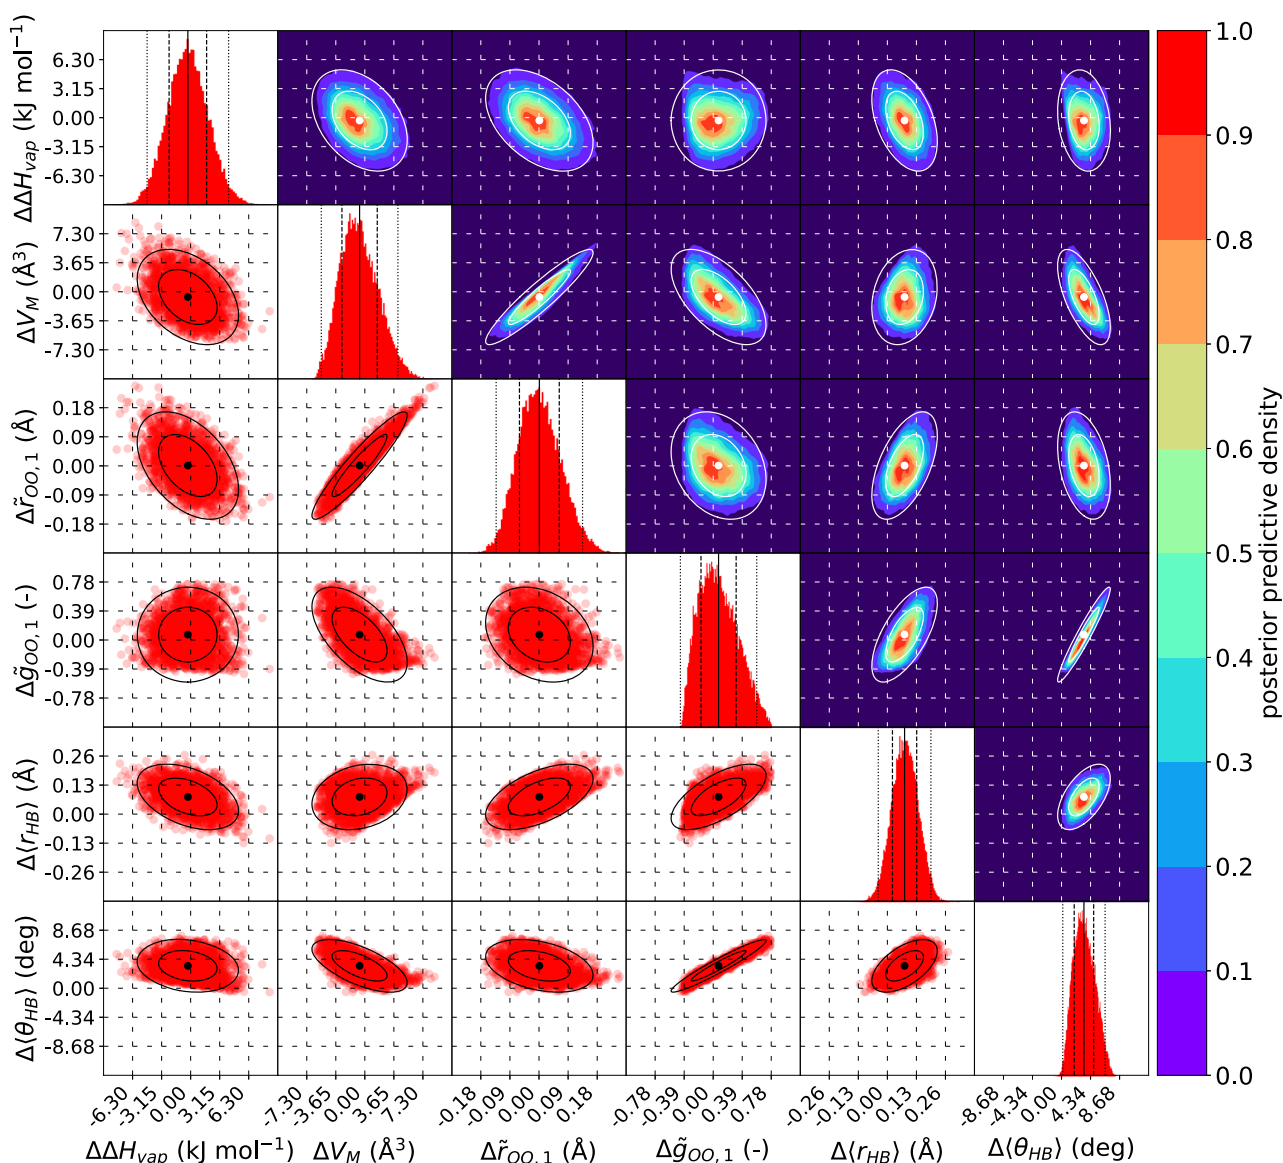 ΔΔH_vap (kJ mol⁻¹)
6.30
3.15
0.00
-3.15
-6.30
ΔV_M (Å³)
7.30
3.65
0.00
-3.65
-7.30
Δr̃_OO,1 (Å)
0.18
0.09
0.00
-0.09
-0.18
Δg̃_OO,1 (-)
0.78
0.39
0.00
-0.39
-0.78
Δ⟨r_HB⟩ (Å)
0.26
0.13
0.00
-0.13
-0.26
Δ⟨θ_HB⟩ (deg)
8.68
4.34
0.00
-4.34
-8.68
-6.30 -3.15 0.00 3.15 6.30
-7.30 -3.65 0.00 3.65 7.30
-0.18 -0.09 0.00 0.09 0.18
-0.78 -0.39 0.00 0.39 0.78
-0.26 -0.13 0.00 0.13 0.26
-8.68 -4.34 -0.00 4.34 8.68
ΔΔH_vap (kJ mol⁻¹)
ΔV_M (Å³)
Δr̃_OO,1 (Å)
Δg̃_OO,1 (-)
Δ⟨r_HB⟩ (Å)
Δ⟨θ_HB⟩ (deg)
1.0
0.9
0.8
0.7
0.6
0.5
0.4
0.3
0.2
0.1
0.0
posterior predictive density